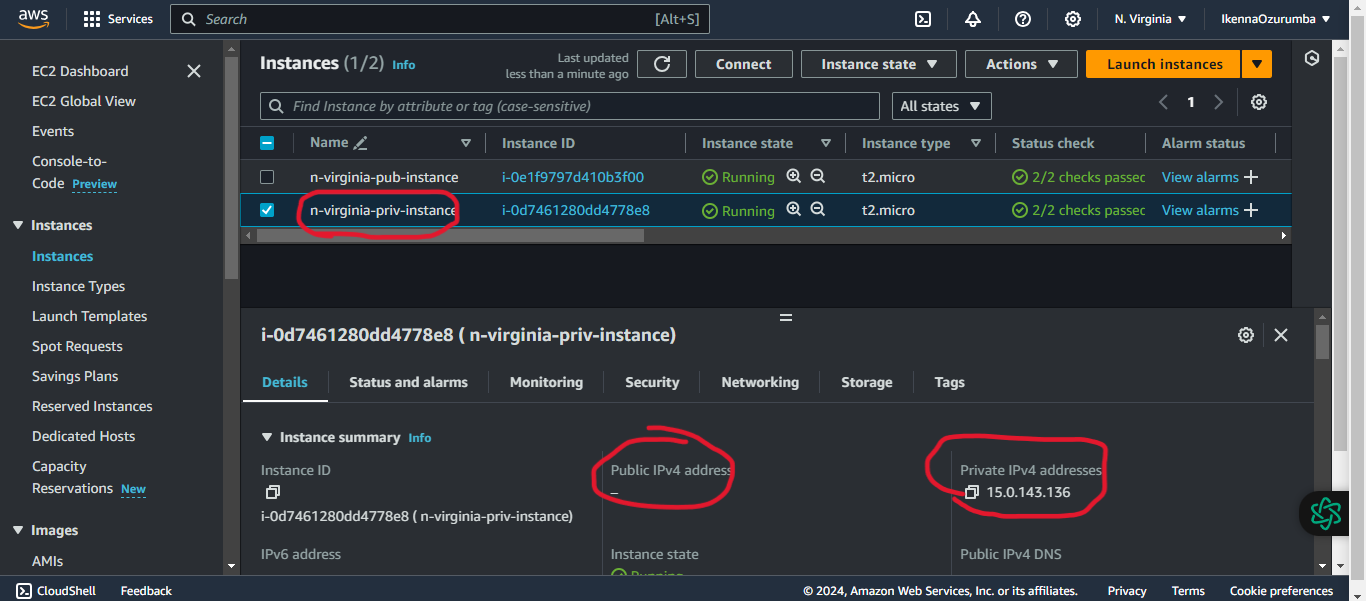 aws
Services
Search [Alt+S]
N. Virginia
IkennaOzurumba
EC2 Dashboard
EC2 Global View
Events
Console-to-
Code Preview
Instances
Instances
Instance Types
Launch Templates
Spot Requests
Savings Plans
Reserved Instances
Dedicated Hosts
Capacity
Reservations New
Images
AMIs
Instances (1/2) Info
Last updated
less than a minute ago
Connect
Instance state
Actions
Launch instances
Find Instance by attribute or tag (case-sensitive)
All states
1
Name Instance ID Instance state Instance type Status check Alarm status
n-virginia-pub-instance i-0e1f9797d410b3f00 Running t2.micro 2/2 checks passec View alarms
n-virginia-priv-instance i-0d7461280dd4778e8 Running t2.micro 2/2 checks passec View alarms
i-0d7461280dd4778e8 ( n-virginia-priv-instance)
Details Status and alarms Monitoring Security Networking Storage Tags
Instance summary Info
Instance ID
i-0d7461280dd4778e8 ( n-virginia-priv-instance)
Public IPv4 address
–
Private IPv4 addresses
15.0.143.136
IPv6 address
Instance state
Running
Public IPv4 DNS
CloudShell Feedback
© 2024, Amazon Web Services, Inc. or its affiliates. Privacy Terms Cookie preferences